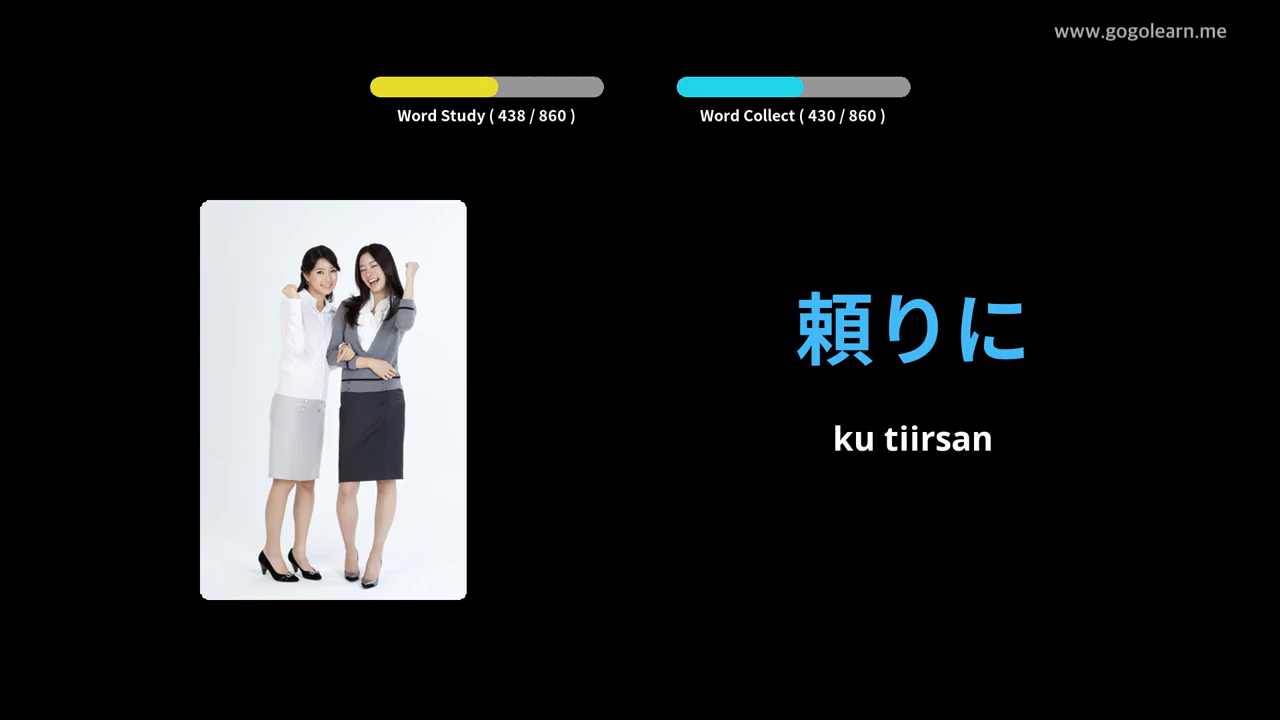 www.gogolearn.me
Word Study ( 438 / 860 )
Word Collect ( 430 / 860 )
頼りに
ku tiirsan